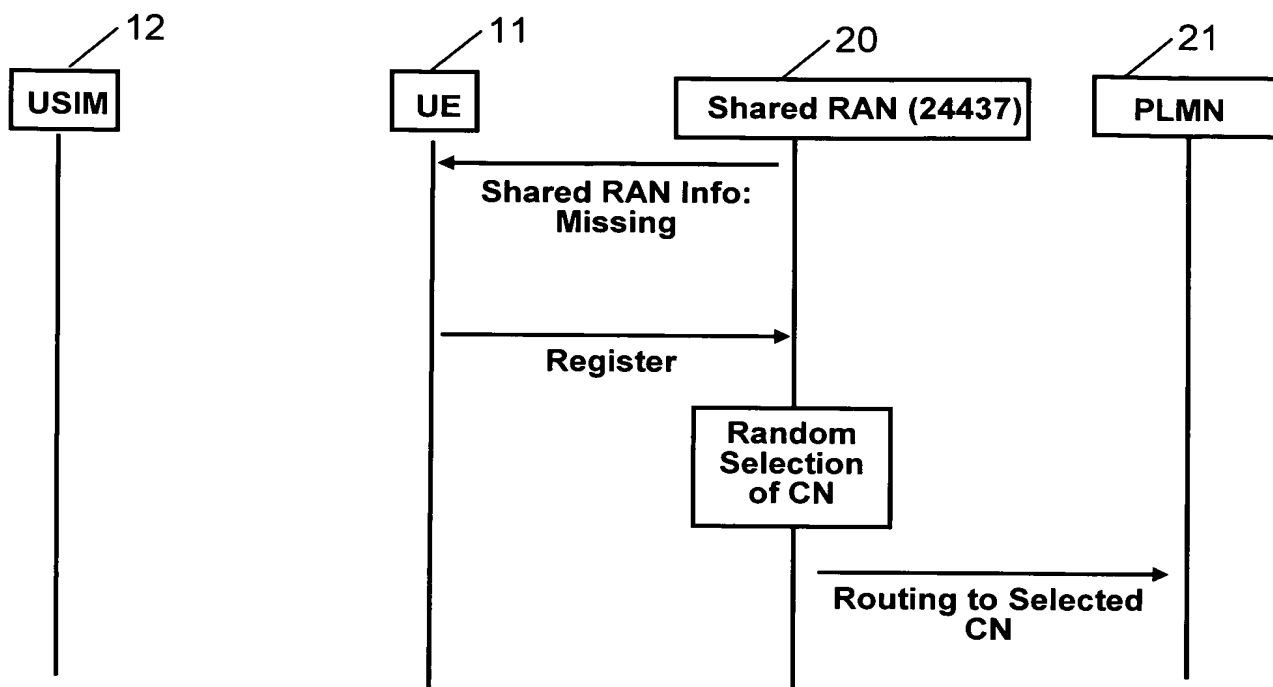 12
11
20
21
USIM
UE
Shared RAN (24437)
PLMN
Shared RAN Info:
Missing
Register
Random
Selection
of CN
Routing to Selected
CN